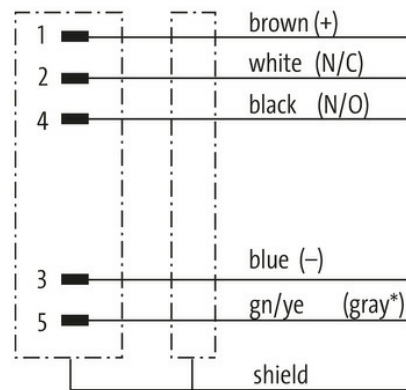 1 brown (+)
2 white (N/C)
4 black (N/O)
3 blue (–)
5 gn/ye (gray*)
shield